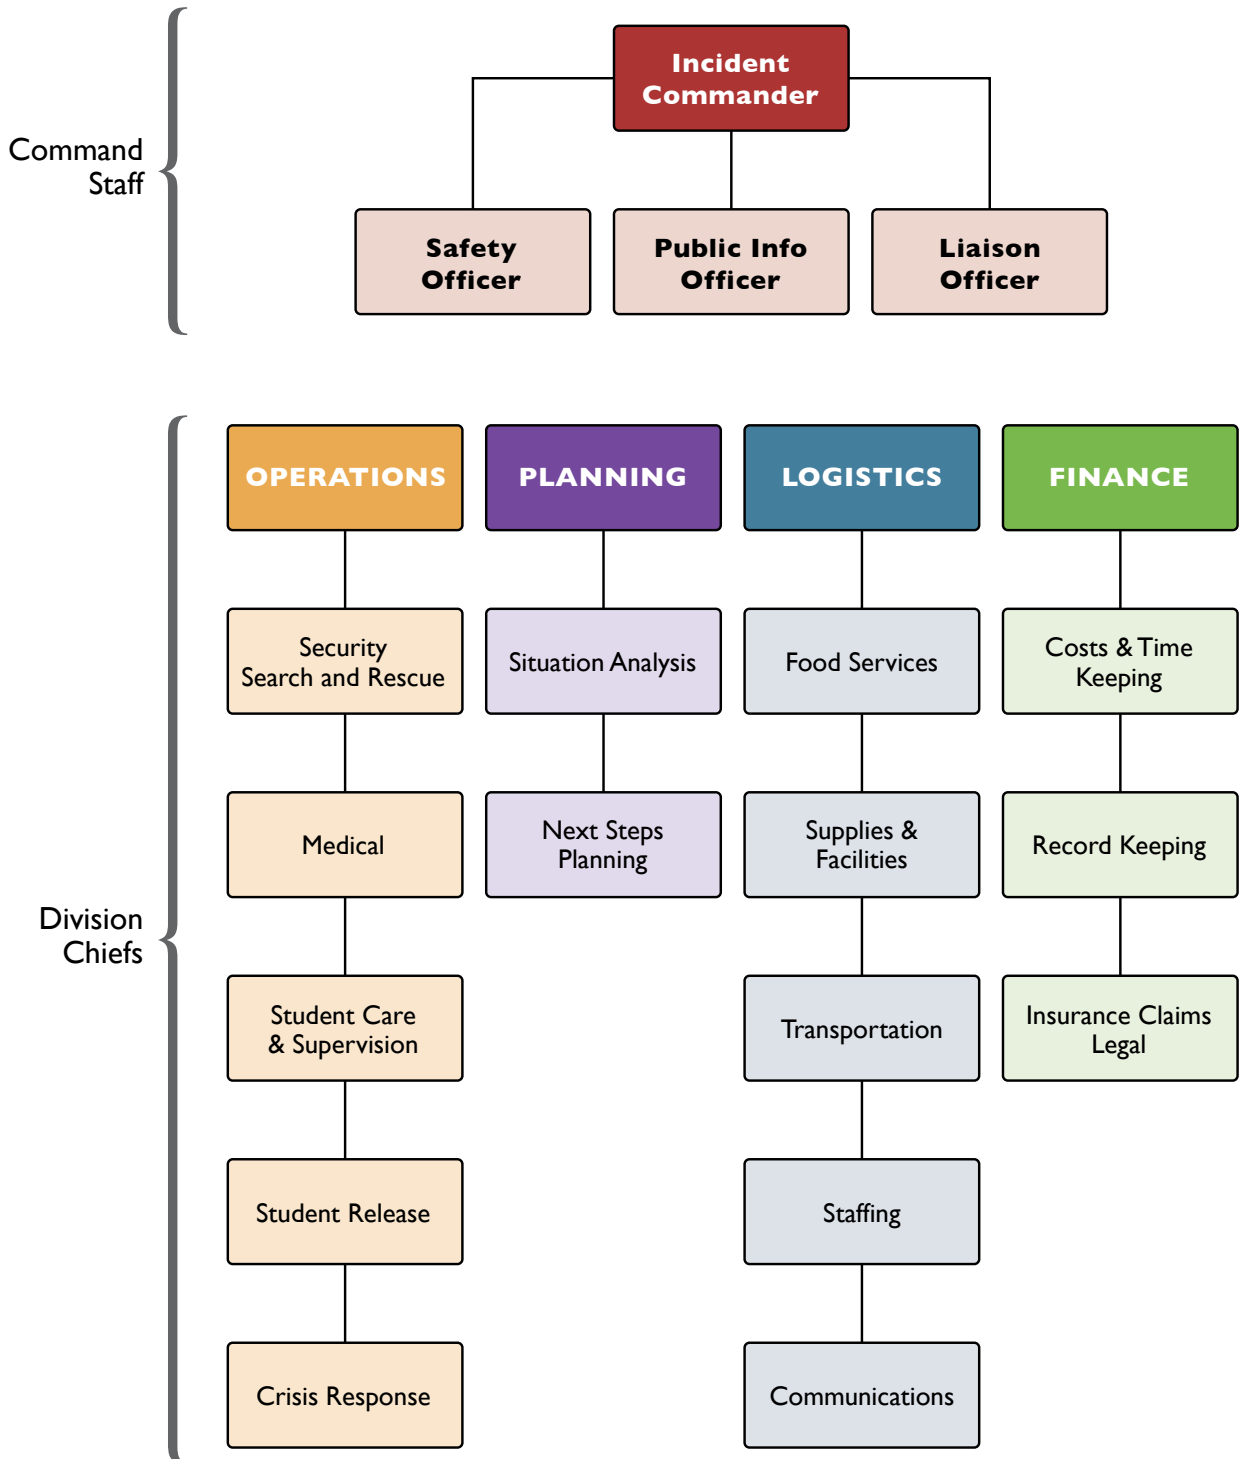 Command
Staff
Incident
Commander
Safety
Officer
Public Info
Officer
Liaison
Officer
Division
Chiefs
OPERATIONS
Security
Search and Rescue
Medical
Student Care
& Supervision
Student Release
Crisis Response
PLANNING
Situation Analysis
Next Steps
Planning
LOGISTICS
Food Services
Supplies &
Facilities
Transportation
Staffing
Communications
FINANCE
Costs & Time
Keeping
Record Keeping
Insurance Claims
Legal